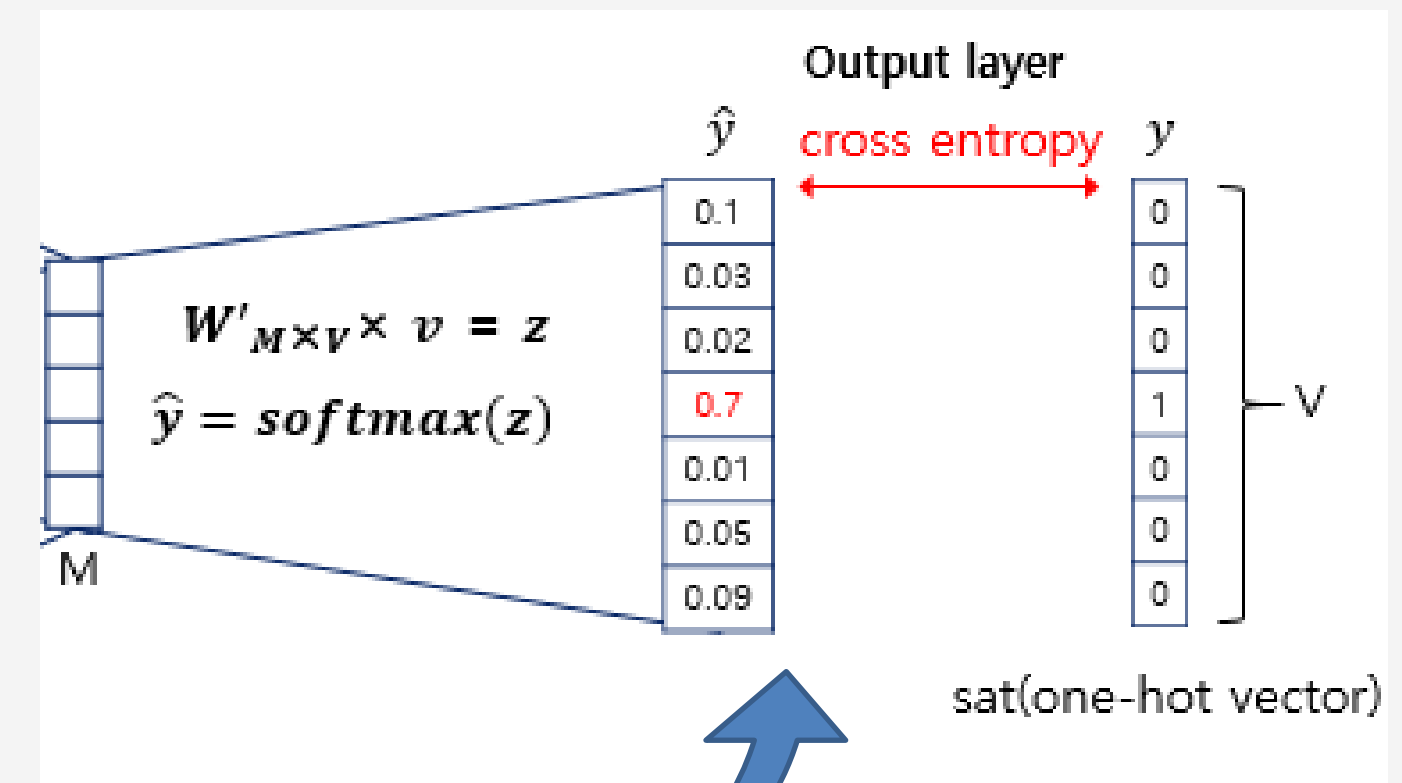 Output layer
ŷ cross entropy y
0.1
0.03
0.02
0.7
0.01
0.05
0.09
W'M×V × v = z
ŷ = softmax(z)
M
0
0
0
1
0
0
0
V
sat(one-hot vector)